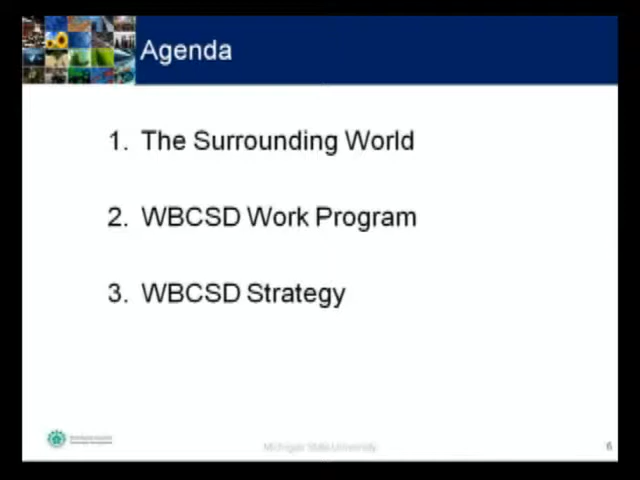 Agenda
1. The Surrounding World
2. WBCSD Work Program
3. WBCSD Strategy
Michigan State University
6